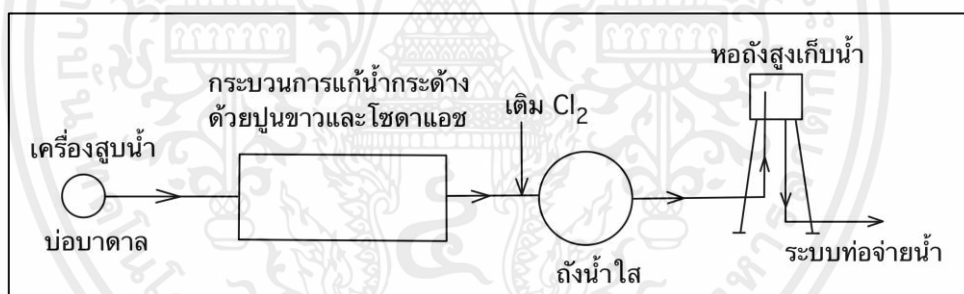 หอถังสูงเก็บน้ำ
กระบวนการแก้น้ำกระด้าง
ด้วยปูนขาวและโซดาแอช
เติม Cl2
เครื่องสูบน้ำ
บ่อบาดาล
ถังน้ำใส
ระบบท่อจ่ายน้ำ